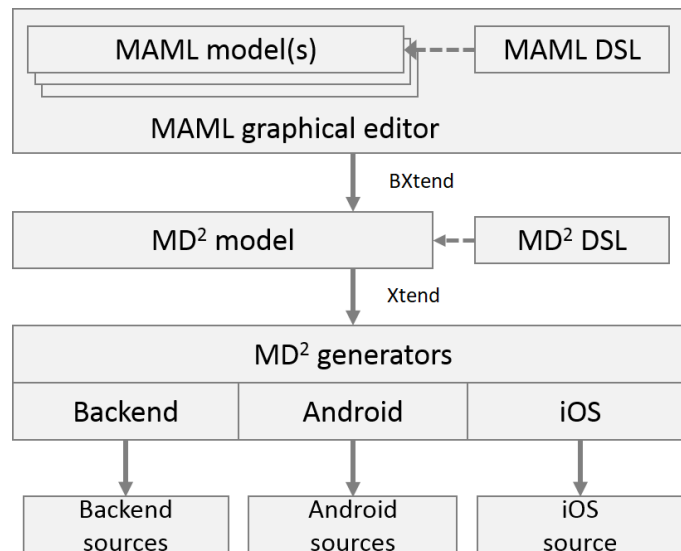 MAML model(s)
MAML DSL
MAML graphical editor
BXtend
MD² model
MD² DSL
Xtend
MD² generators
Backend
Android
iOS
Backend
sources
Android
sources
iOS
source